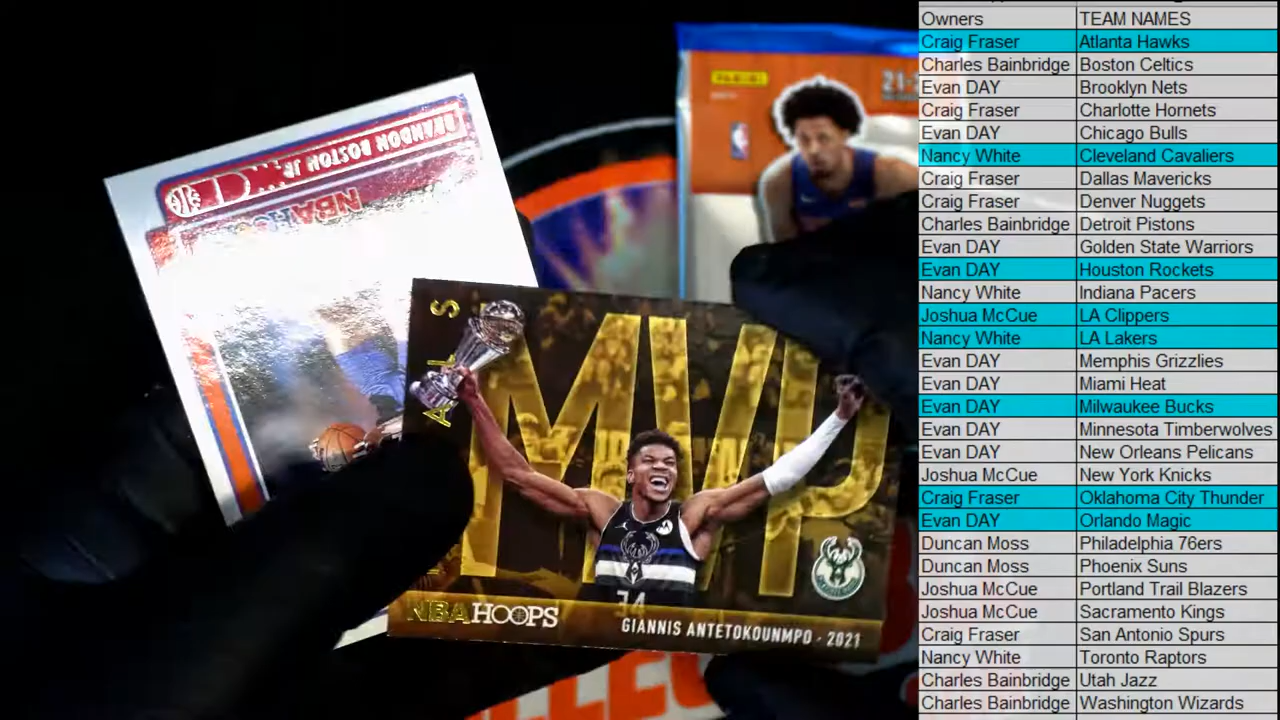 BRANDON BOSTON JR
NBA
PANINI
21-2
NBA
MVP
NBA HOOPS
34
GIANNIS ANTETOKOUNMPO - 2021
Owners TEAM NAMES
Craig Fraser Atlanta Hawks
Charles Bainbridge Boston Celtics
Evan DAY Brooklyn Nets
Craig Fraser Charlotte Hornets
Evan DAY Chicago Bulls
Nancy White Cleveland Cavaliers
Craig Fraser Dallas Mavericks
Craig Fraser Denver Nuggets
Charles Bainbridge Detroit Pistons
Evan DAY Golden State Warriors
Evan DAY Houston Rockets
Nancy White Indiana Pacers
Joshua McCue LA Clippers
Nancy White LA Lakers
Evan DAY Memphis Grizzlies
Evan DAY Miami Heat
Evan DAY Milwaukee Bucks
Evan DAY Minnesota Timberwolves
Evan DAY New Orleans Pelicans
Joshua McCue New York Knicks
Craig Fraser Oklahoma City Thunder
Evan DAY Orlando Magic
Duncan Moss Philadelphia 76ers
Duncan Moss Phoenix Suns
Joshua McCue Portland Trail Blazers
Joshua McCue Sacramento Kings
Craig Fraser San Antonio Spurs
Nancy White Toronto Raptors
Charles Bainbridge Utah Jazz
Charles Bainbridge Washington Wizards